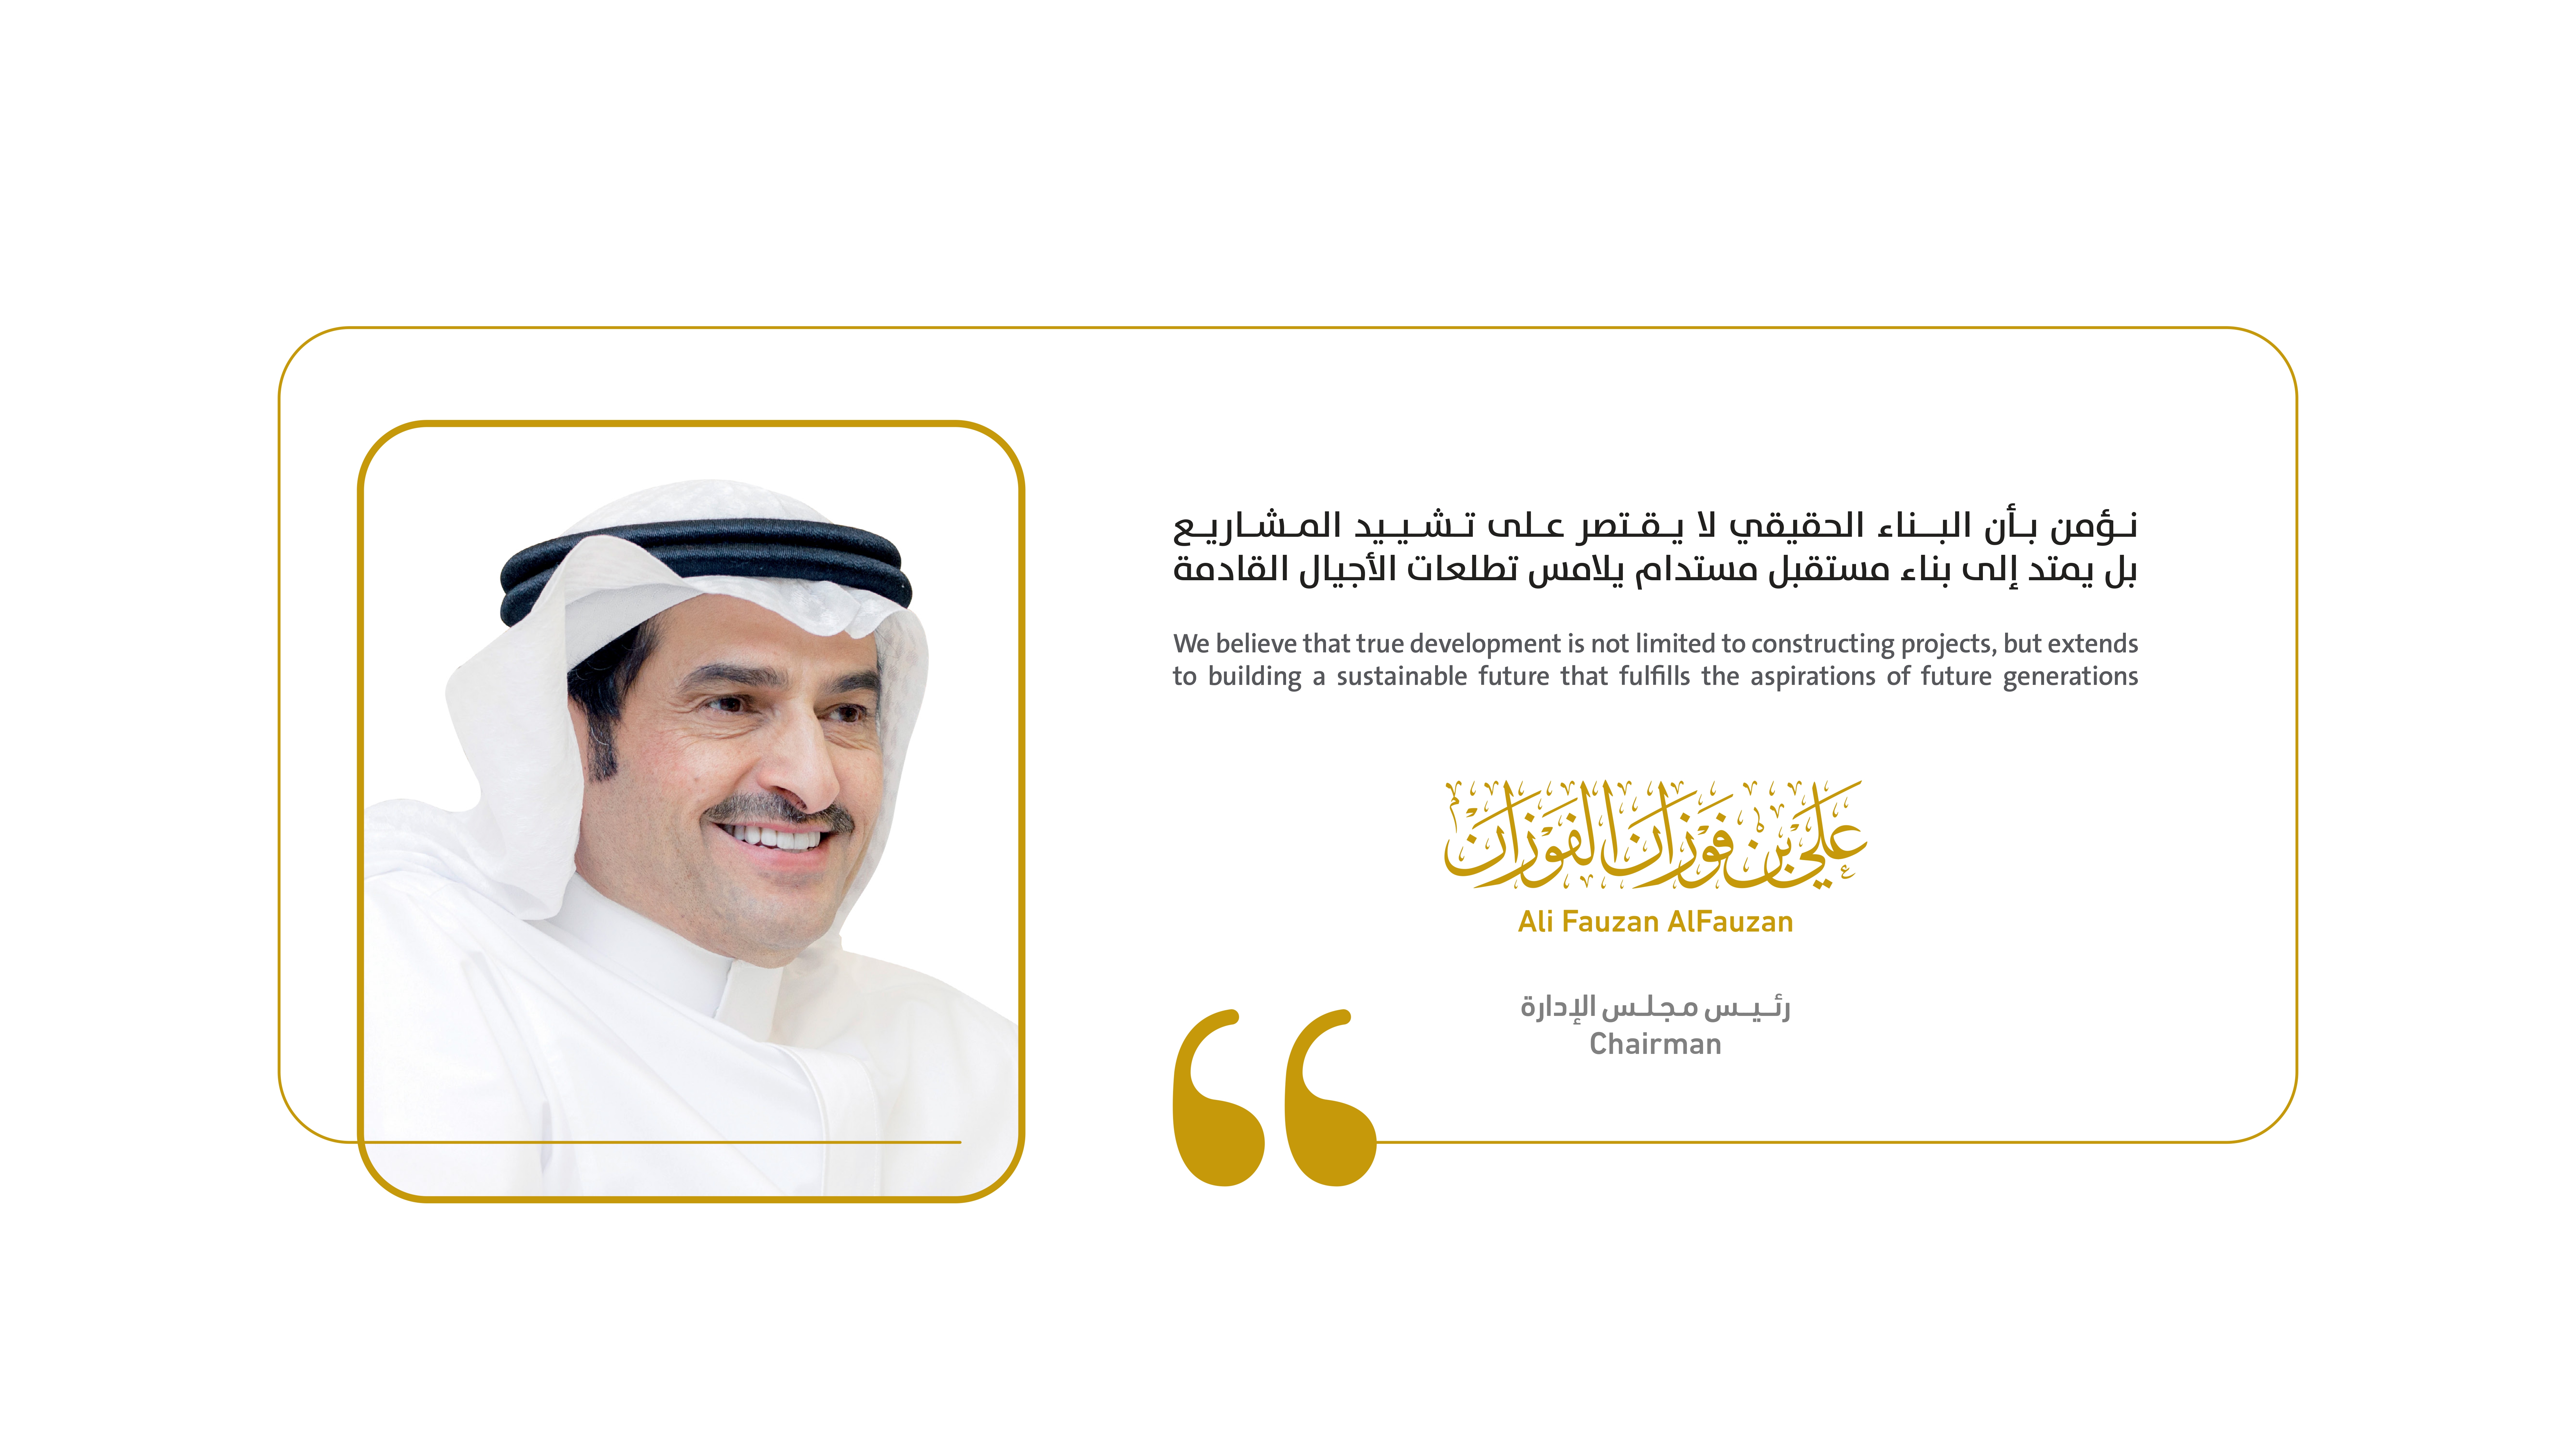 نـؤمن بـأن البـناء الحقيقي لا يـقـتصر عـلى تـشـيـيد المـشـاريـع
بل يمتد إلى بناء مستقبل مستدام يلامس تطلعات الأجيال القادمة
We believe that true development is not limited to constructing projects, but extends
to building a sustainable future that fulfills the aspirations of future generations
علي بن فوزان الفوزان
Ali Fauzan AlFauzan
رئـيـس مـجـلـس الإدارة
Chairman